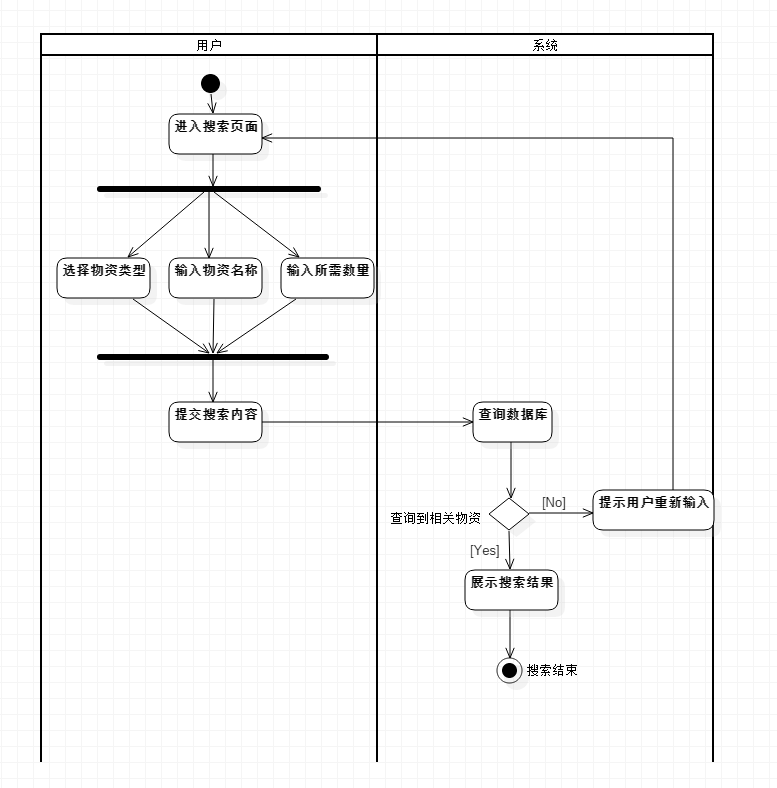 用户
系统
进入搜索页面
选择物资类型
输入物资名称
输入所需数量
提交搜索内容
查询数据库
[No]
提示用户重新输入
查询到相关物资
[Yes]
展示搜索结果
搜索结束